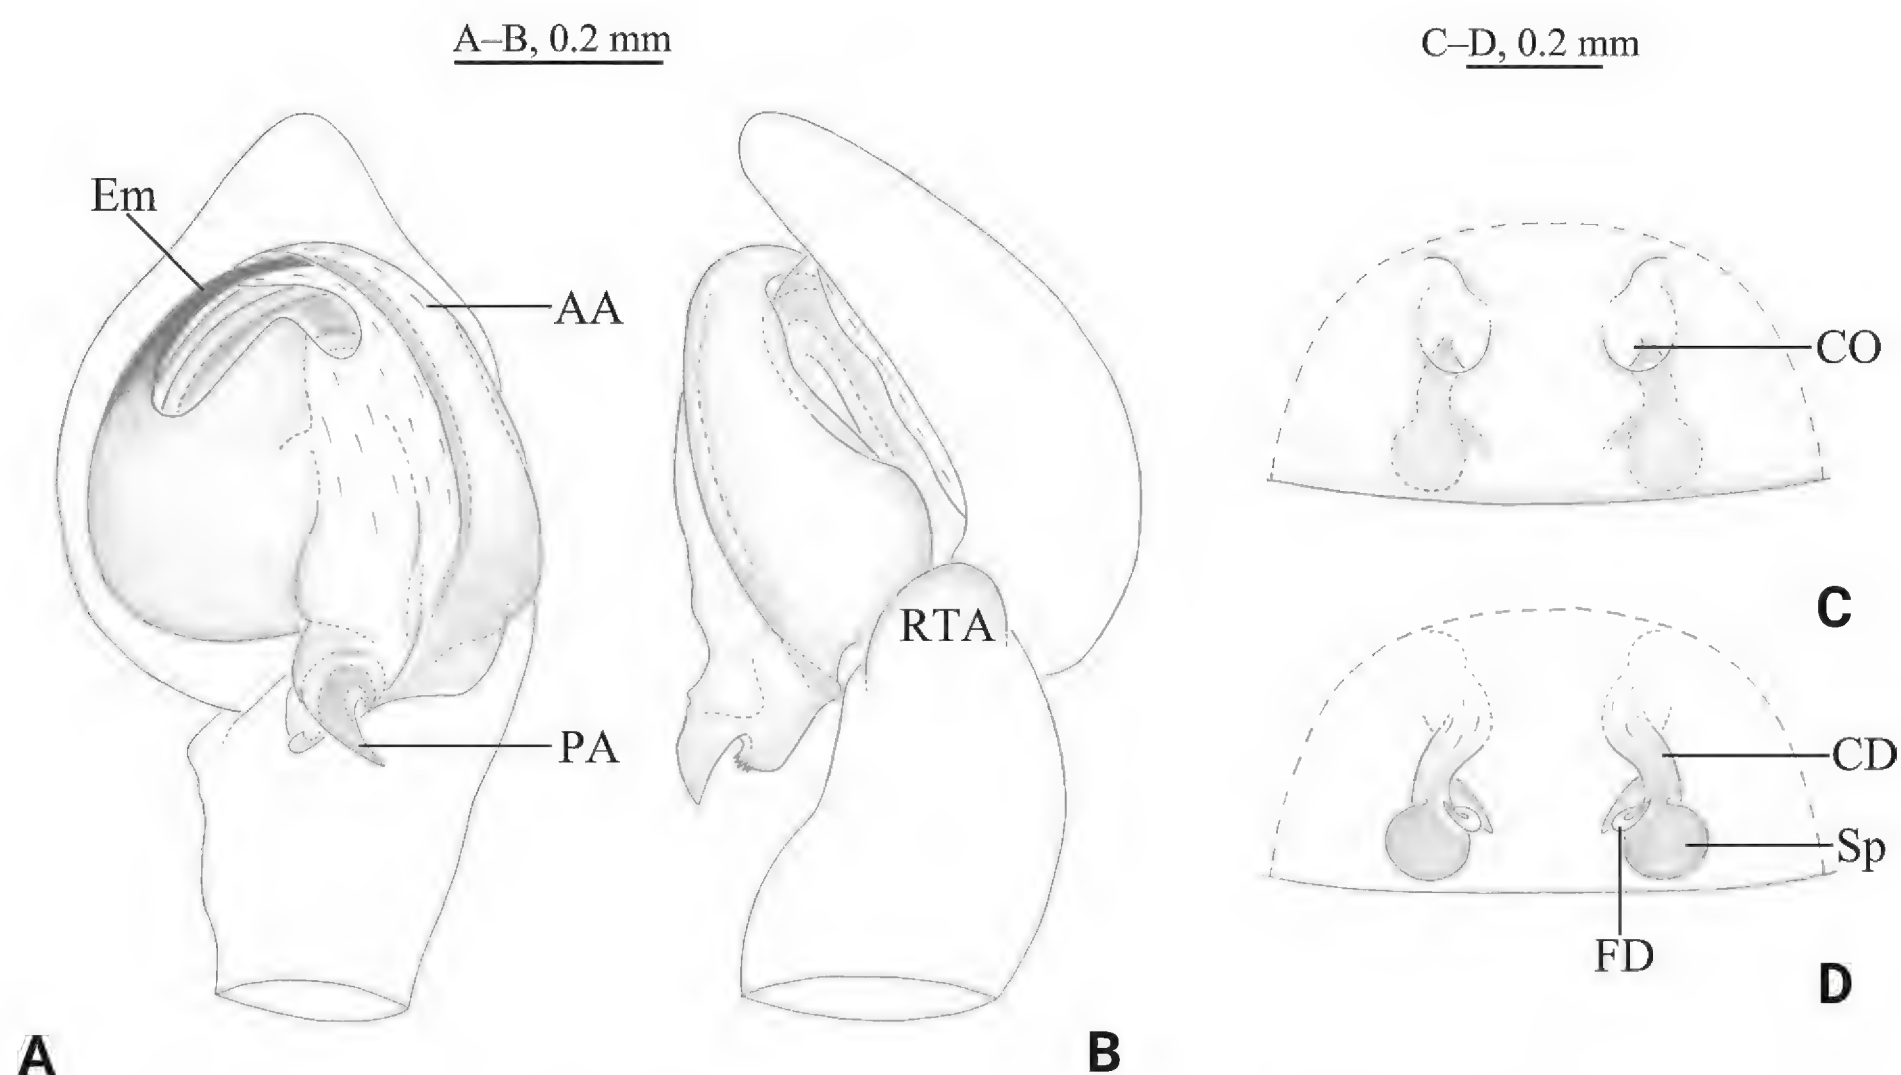 A–B, 0.2 mm
C–D, 0.2 mm
Em
AA
CO
C
RTA
PA
CD
Sp
FD
D
A
B